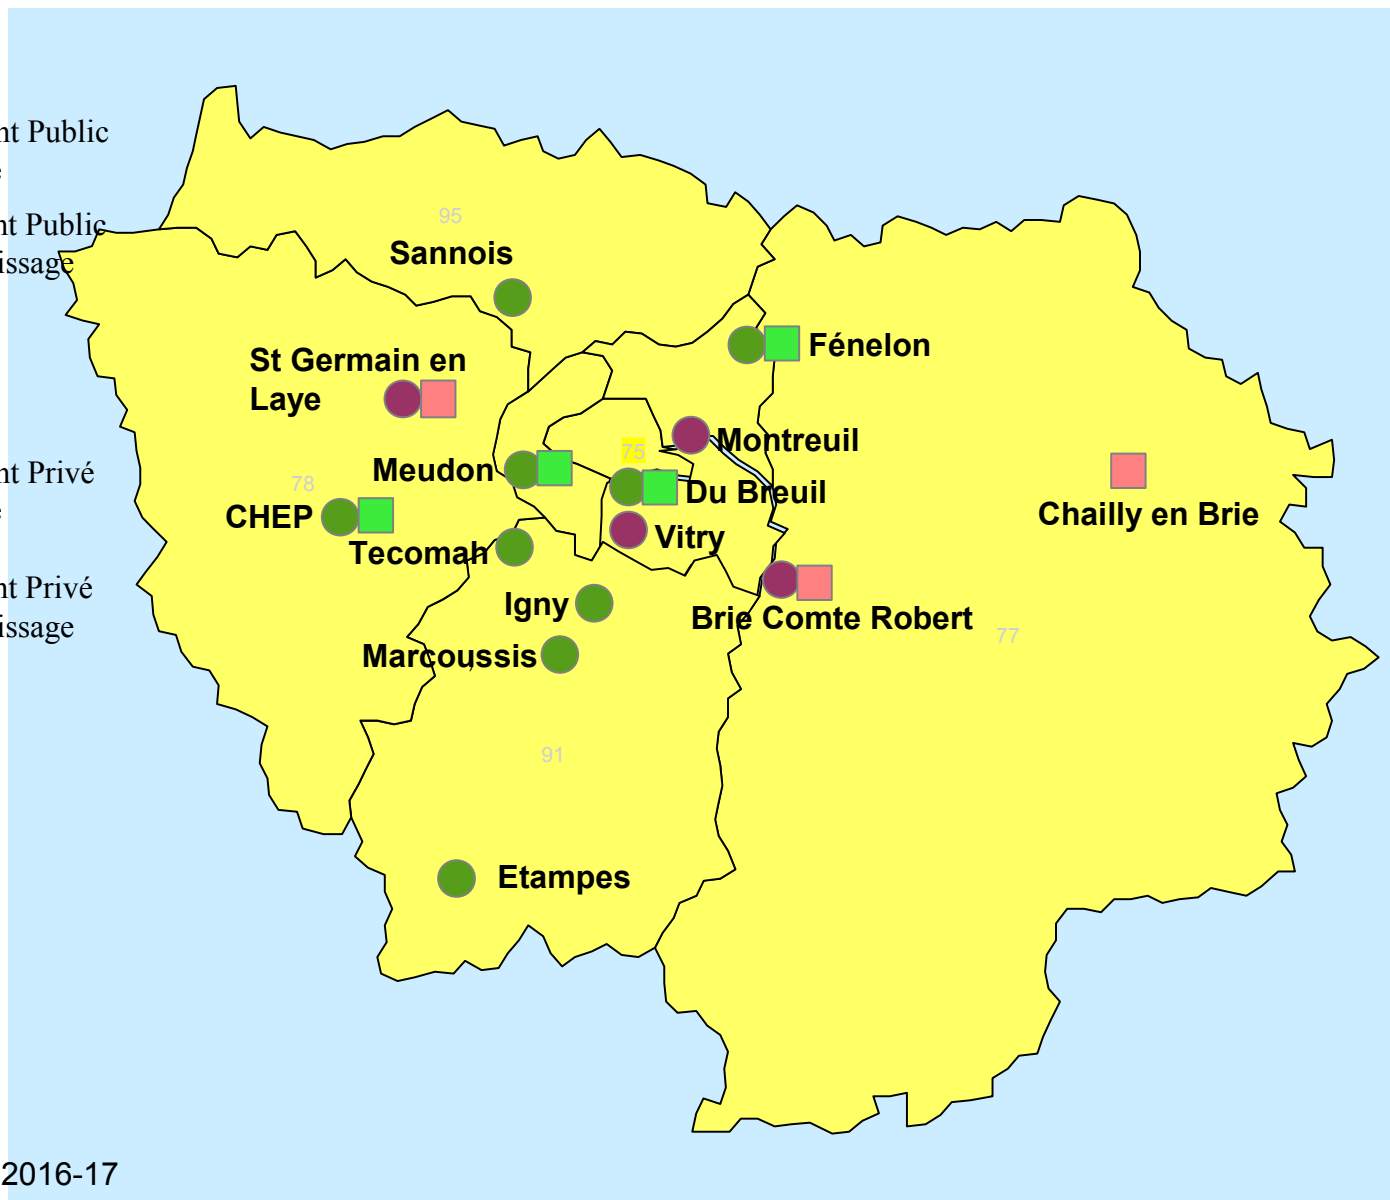 nt Public
e
nt Public
issage
95
Sannois
St Germain en
Laye
Fénelon
Montreuil
75
Meudon
78
Du Breuil
CHEP
Vitry
Tecomah
Chailly en Brie
nt Privé
e
nt Privé
issage
Igny
Brie Comte Robert
77
Marcoussis
91
Etampes
2016-17